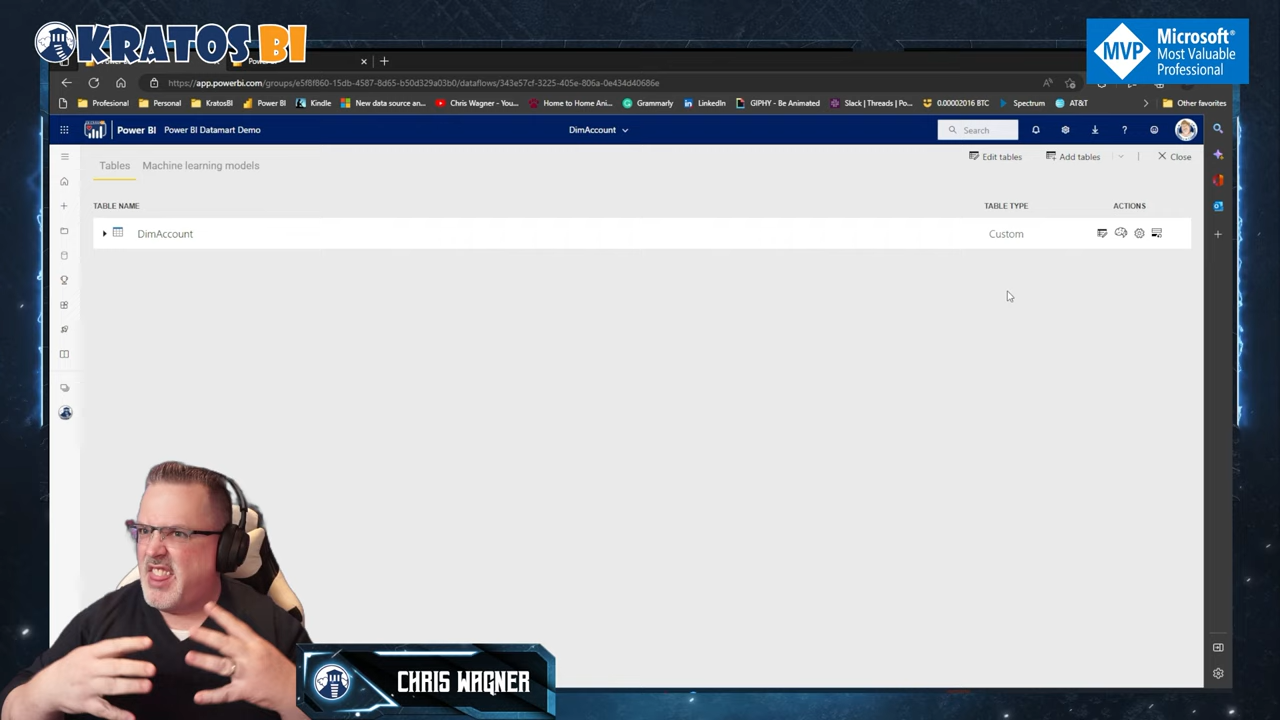 KRATOS BI
Microsoft®
Most Valuable
Professional
MVP
https://app.powerbi.com/groups/e5f8f860-15db-4587-8d65-b50d329a03b0/dataflows/343e57cf-3225-405e-806a-0e434d40686e
Profesional Personal KratosBI Power BI Kindle New data source an... Chris Wagner - You... Home to Home Ani... Grammarly LinkedIn GIPHY - Be Animated Slack | Threads | Po... 0.00002016 BTC Spectrum AT&T Other favorites
Power BI Power BI Datamart Demo DimAccount Search
Tables Machine learning models Edit tables Add tables Close
TABLE NAME TABLE TYPE ACTIONS
DimAccount Custom
CHRIS WAGNER